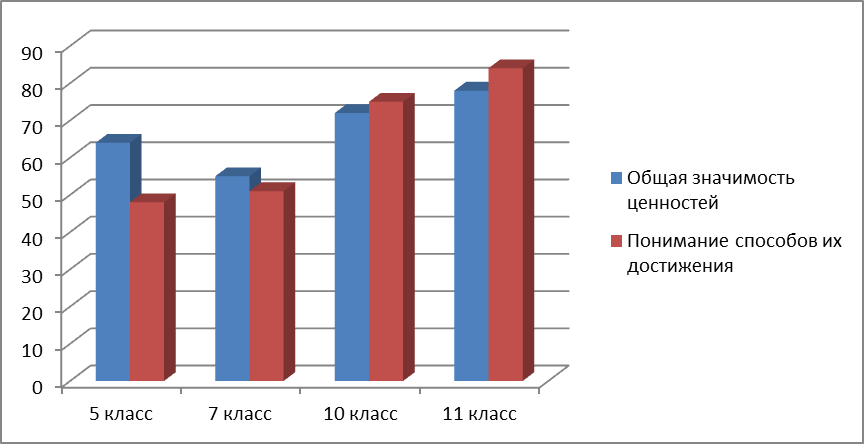 90
80
70
60
50
40
30
20
10
0
5 класс
7 класс
10 класс
11 класс
Общая значимость
ценностей
Понимание способов их
достижения